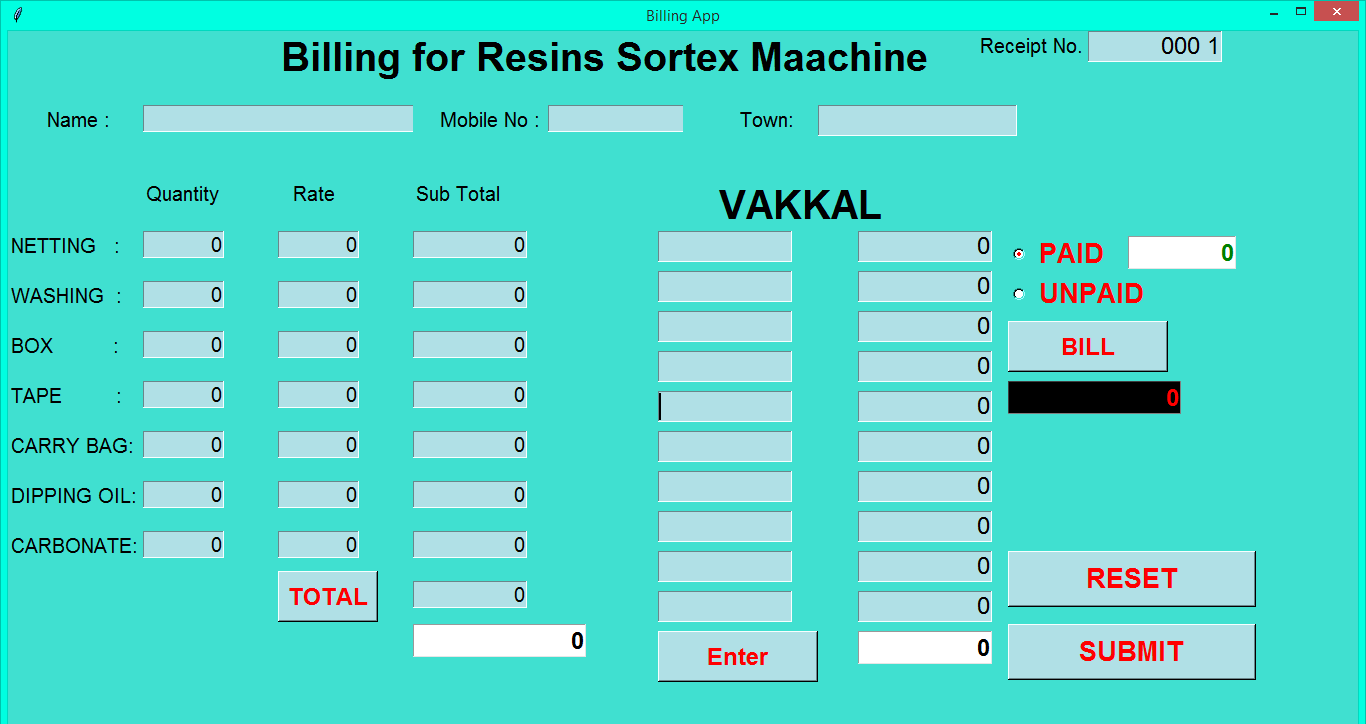 Billing App
Billing for Resins Sortex Maachine
Receipt No. 000 1
Name : Mobile No : Town:
Quantity Rate Sub Total
VAKKAL
NETTING : 0 0 0 0 PAID 0
0 UNPAID
WASHING : 0 0 0
BOX : 0 0 0 0 BILL
0
TAPE : 0 0 0 0 0
CARRY BAG: 0 0 0 0
DIPPING OIL: 0 0 0 0
CARBONATE: 0 0 0 0
TOTAL 0 0 RESET
0 0
Enter 0 SUBMIT